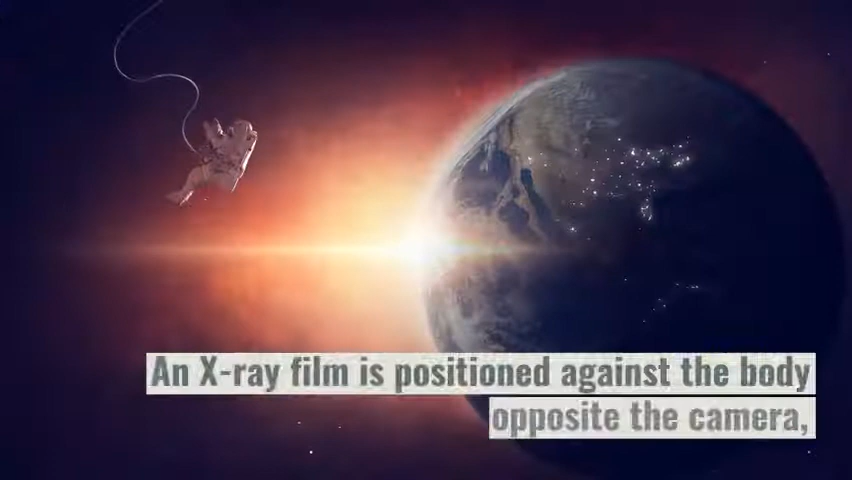 An X-ray film is positioned against the body
opposite the camera,